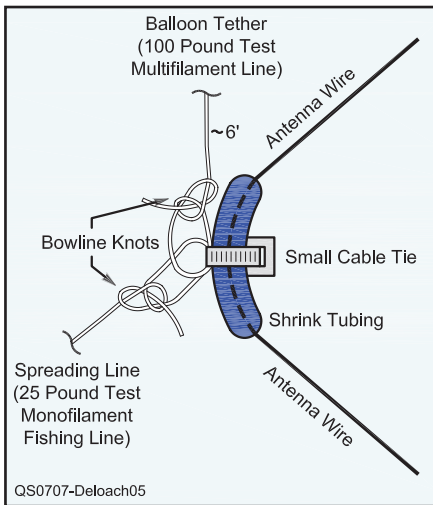 Balloon Tether
(100 Pound Test
Multifilament Line)
~6'
Antenna Wire
Bowline Knots
Small Cable Tie
Shrink Tubing
Spreading Line
(25 Pound Test
Monofilament
Fishing Line)
Antenna Wire
QS0707-Deloach05